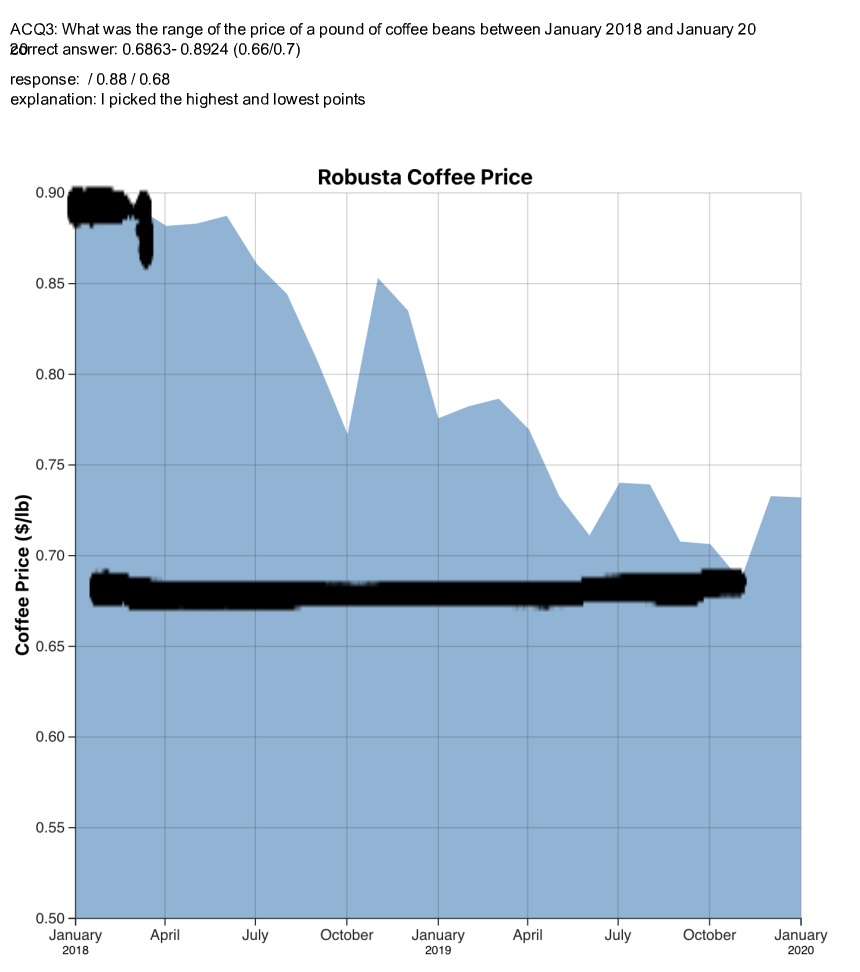 ACQ3: What was the range of the price of a pound of coffee beans between January 2018 and January 20
20
correct answer: 0.6863- 0.8924 (0.66/0.7)
response:  / 0.88 / 0.68
explanation: I picked the highest and lowest points
Robusta Coffee Price
0.90
0.85
0.80
0.75
0.70
0.65
0.60
0.55
0.50
Coffee Price ($/lb)
January April July October January April July October January
2018 2019 2020